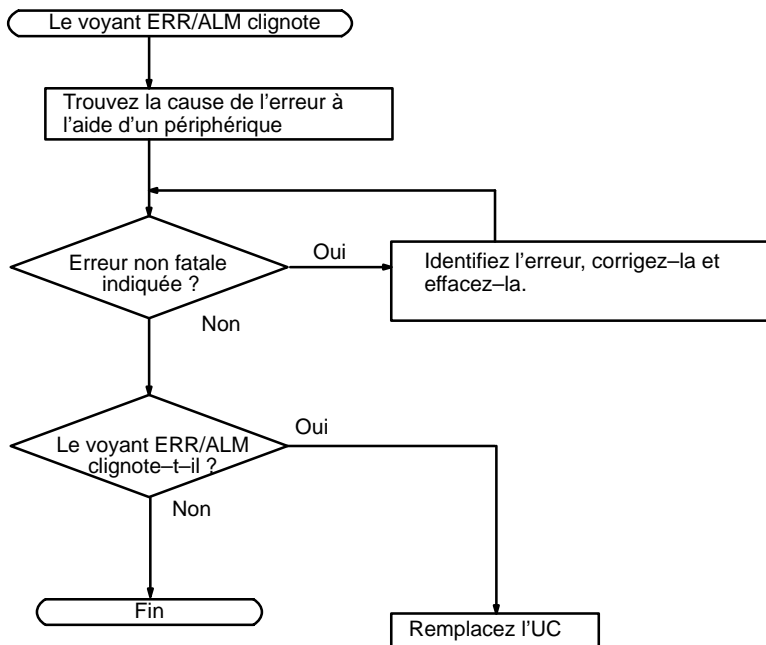 Le voyant ERR/ALM clignote
Trouvez la cause de l'erreur à
l'aide d'un périphérique
Erreur non fatale
indiquée ?
Oui
Identifiez l'erreur, corrigez–la et
effacez–la.
Non
Le voyant ERR/ALM
clignote–t–il ?
Oui
Non
Fin
Remplacez l'UC